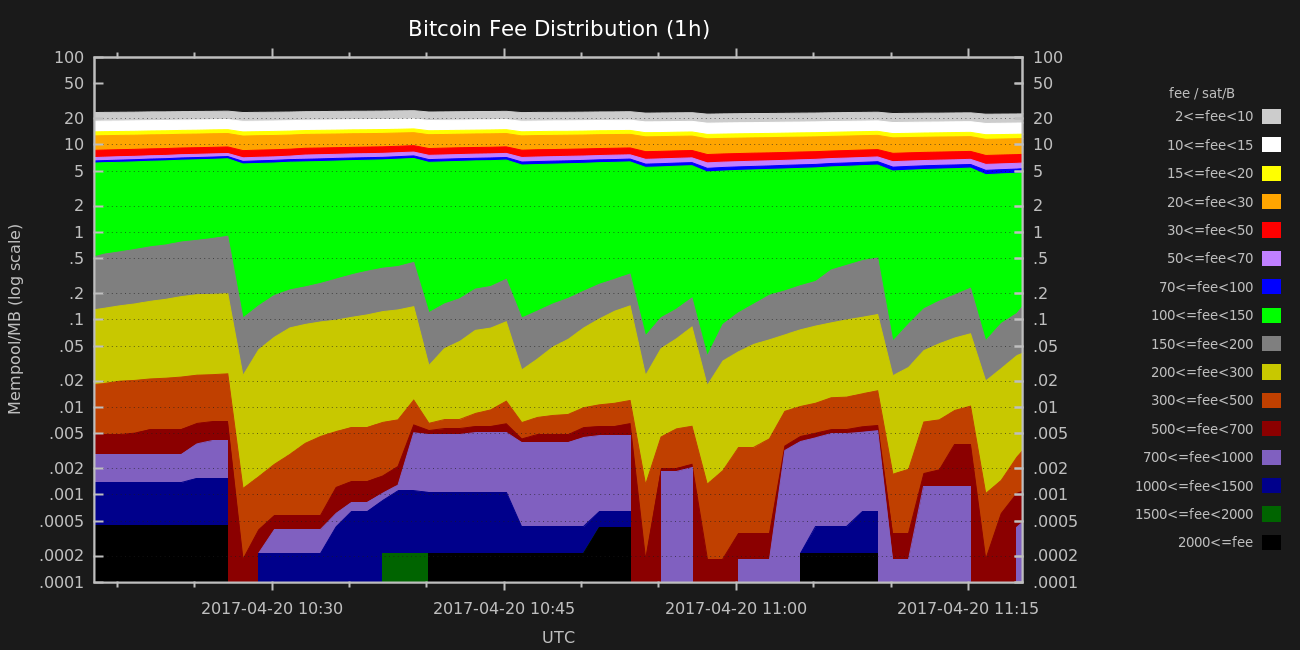 Bitcoin Fee Distribution (1h)
100
50
20
10
5
2
1
.5
.2
.1
.05
.02
.01
.005
.002
.001
.0005
.0002
.0001
Mempool/MB (log scale)
100
50
20
10
5
2
1
.5
.2
.1
.05
.02
.01
.005
.002
.001
.0005
.0002
.0001
2017-04-20 10:30
2017-04-20 10:45
2017-04-20 11:00
2017-04-20 11:15
UTC
fee / sat/B
2<=fee<10
10<=fee<15
15<=fee<20
20<=fee<30
30<=fee<50
50<=fee<70
70<=fee<100
100<=fee<150
150<=fee<200
200<=fee<300
300<=fee<500
500<=fee<700
700<=fee<1000
1000<=fee<1500
1500<=fee<2000
2000<=fee